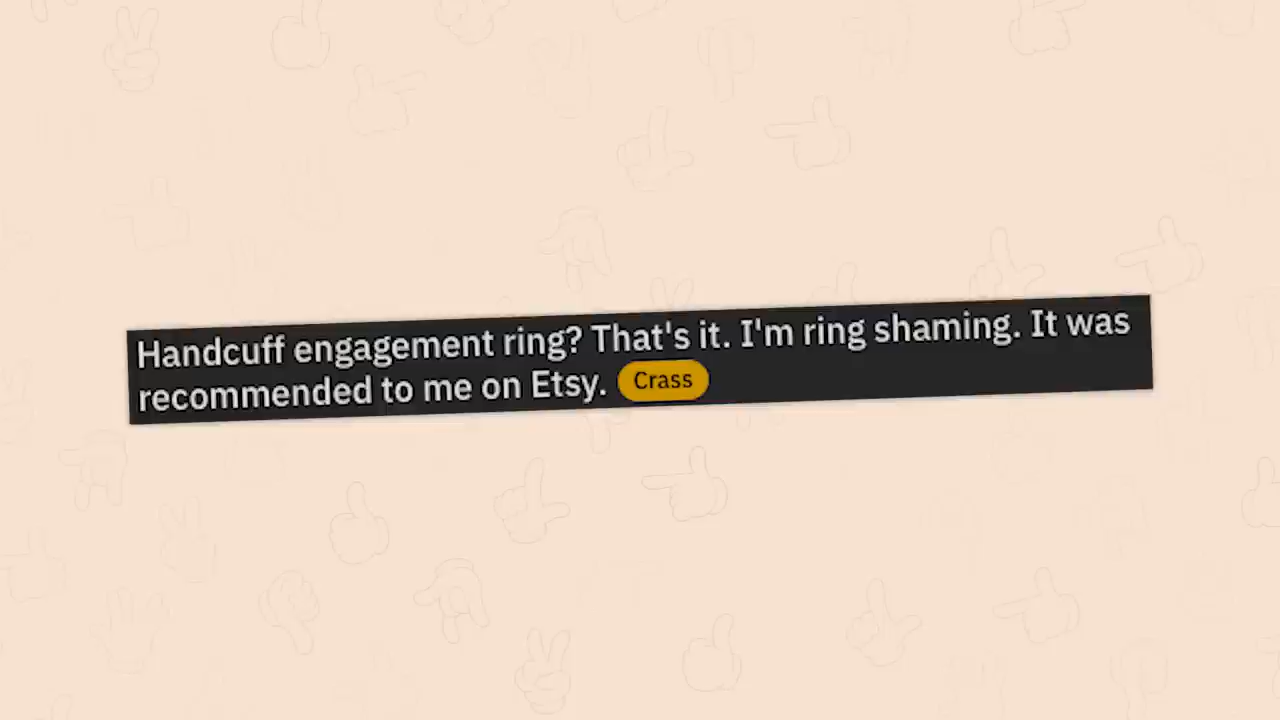 Handcuff engagement ring? That's it. I'm ring shaming. It was
recommended to me on Etsy. Crass